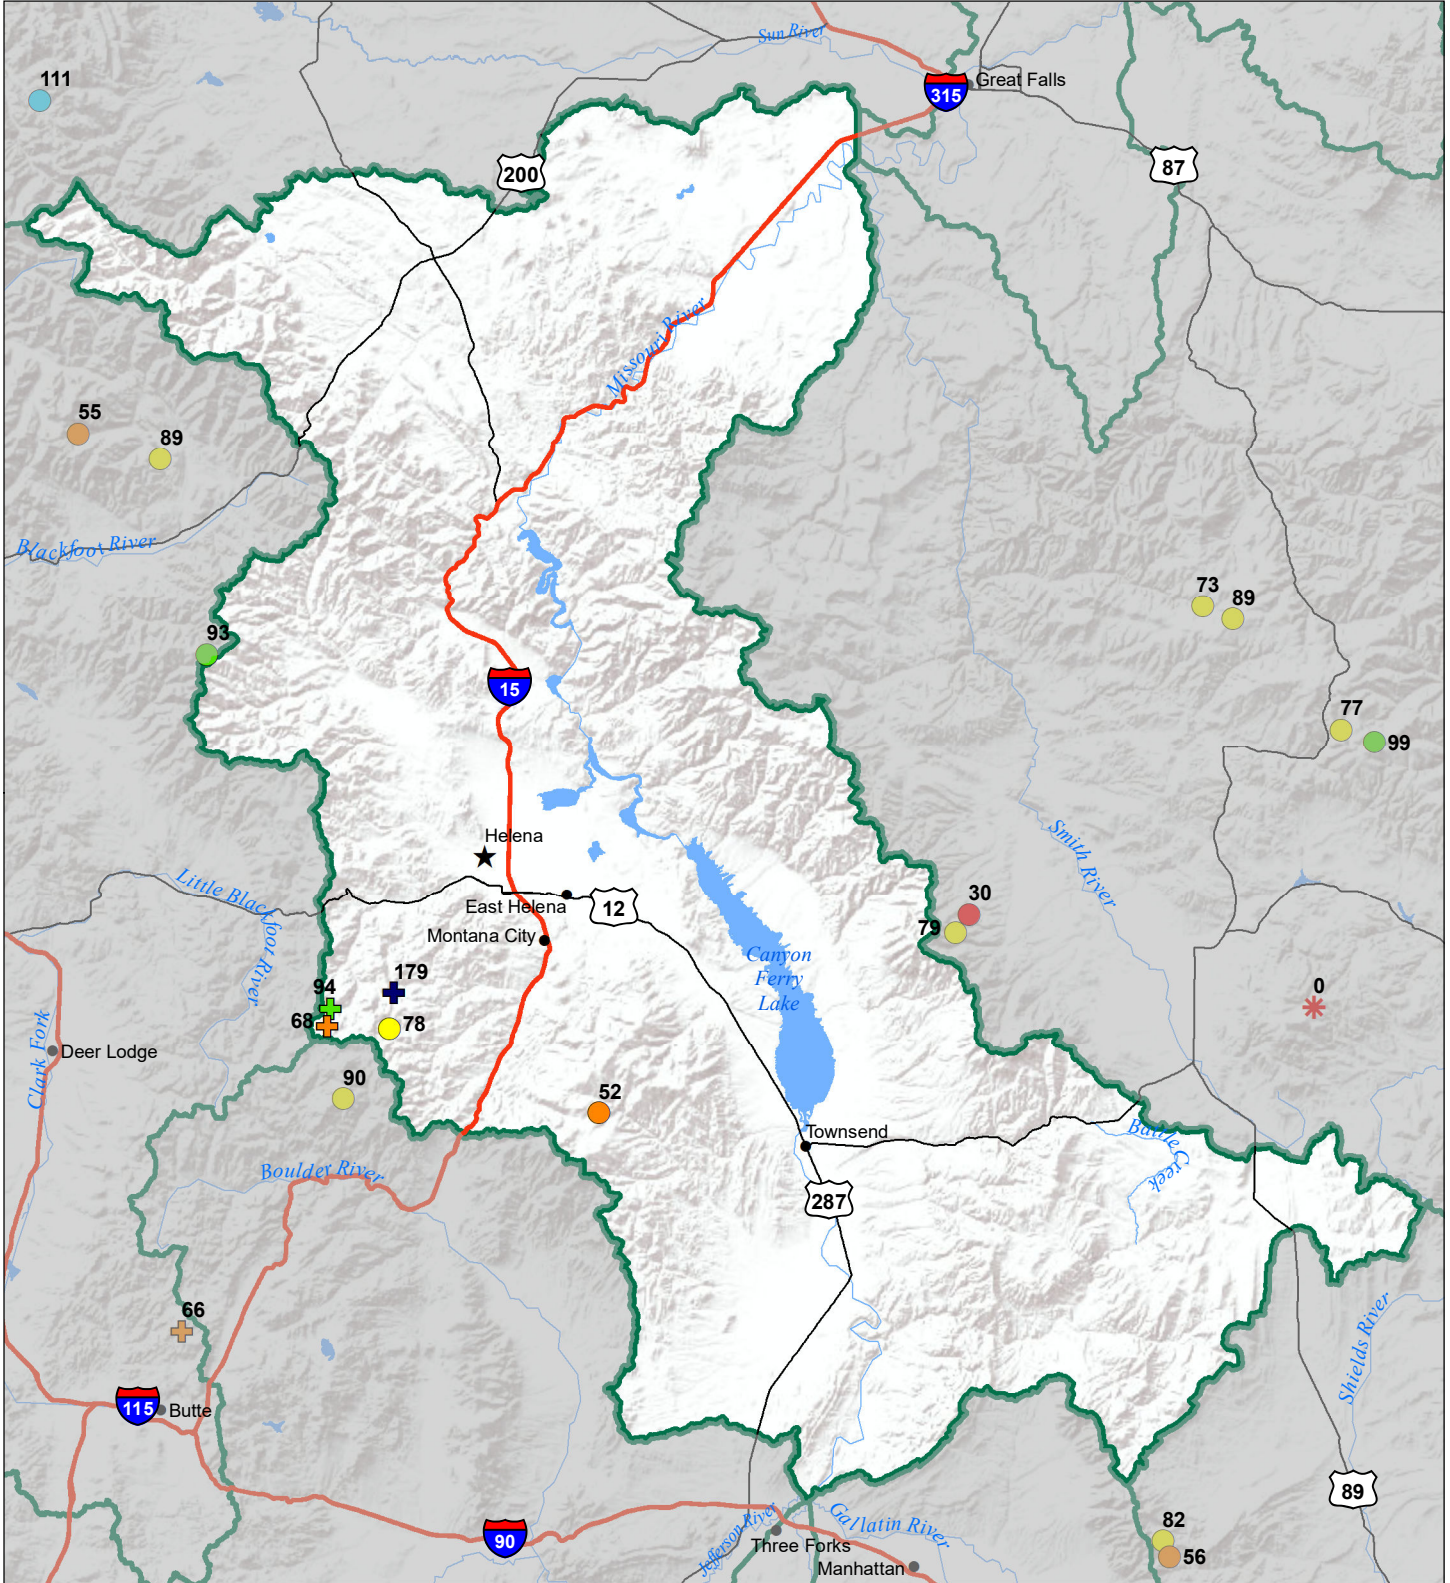 Sun River
111
Great Falls
315
87
200
Missouri River
55
89
Blackfoot River
73
89
93
15
77
99
Helena
Smith River
Little Blackfoot River
East Helena
12
30
79
Montana City
Canyon
Ferry
Lake
179
94
68
78
0
Clark Fork
Deer Lodge
90
52
Townsend
Battle Creek
Boulder River
287
66
Shields River
115
Butte
89
90
Jefferson River
Gallatin River
Three Forks
Manhattan
82
56